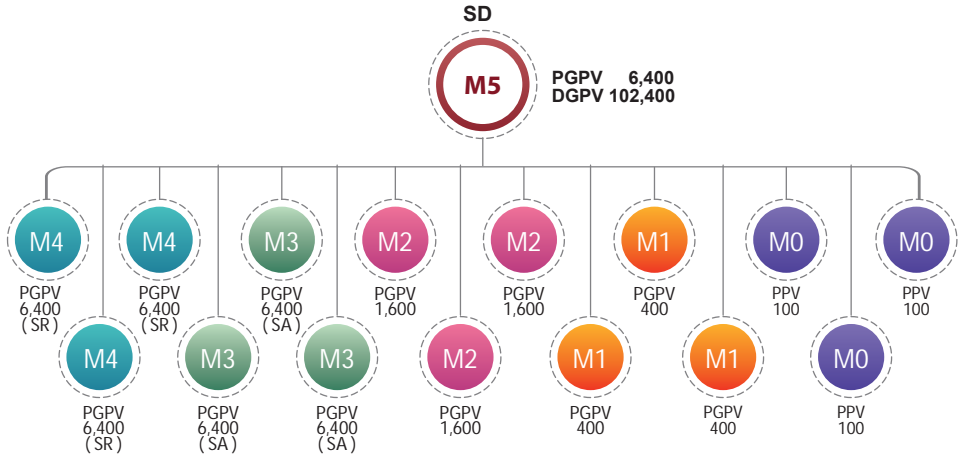 SD
M5
PGPV 6,400
DGPV 102,400
M4
M4
M3
M2
M2
M1
M0
M0
PGPV
6,400
( SR )
PGPV
6,400
( SR )
PGPV
6,400
( SA )
PGPV
1,600
PGPV
1,600
PGPV
400
PPV
100
PPV
100
M4
M3
M3
M2
M1
M1
M0
PGPV
6,400
( SR )
PGPV
6,400
( SA )
PGPV
6,400
( SA )
PGPV
1,600
PGPV
400
PGPV
400
PPV
100